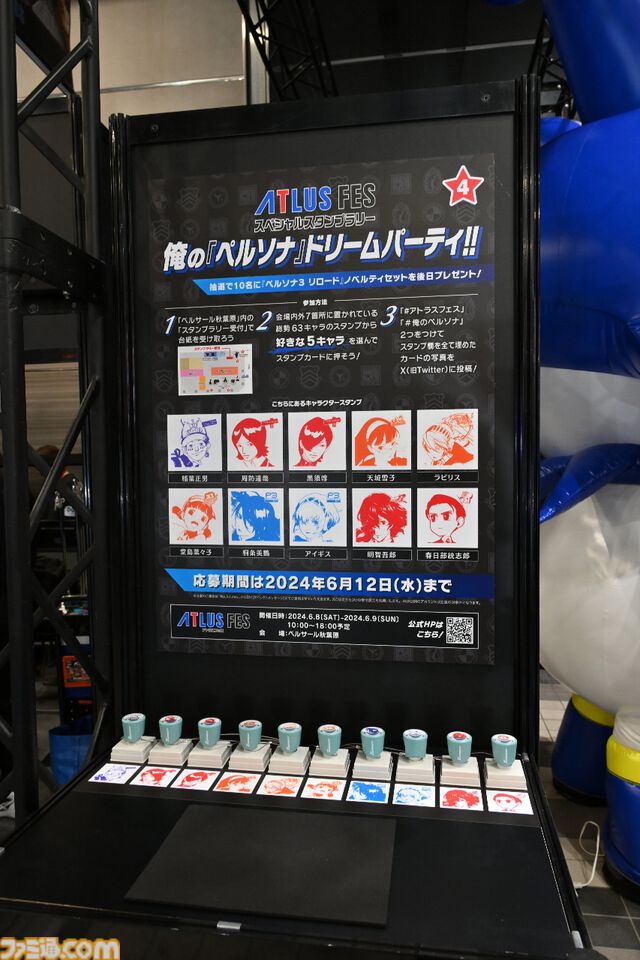 4
ATLUS FES
スペシャルスタンプラリー
俺の『ペルソナ』ドリームパーティ!!
抽選で10名に『ペルソナ3 リロード』ノベルティセットを後日プレゼント!
参加方法
1
「ベルサール秋葉原」内の
「スタンプラリー受付」で
台紙を受け取ろう
2
会場内外7箇所に置かれている
総勢63キャラのスタンプから
好きな5キャラ を選んで
スタンプカードに押そう!
3
「#アトラスフェス」
「#俺のペルソナ」
2つをつけて
スタンプ欄を全て埋めた
カードの写真を
X(旧Twitter)に投稿!
こちらにあるキャラクタースタンプ
稲葉正男
周防達哉
黒須淳
天城雪子
ラビリス
堂島菜々子
桐条美鶴
アイギス
明智吾郎
春日部統志郎
応募期間は2024年6月12日(水)まで
ATLUS FES
開催日時:2024.6.8(SAT)-2024.6.9(SUN)
10:00~18:00予定
会 場:ベルサール秋葉原
公式HPは
こちら!
ファミ通.com